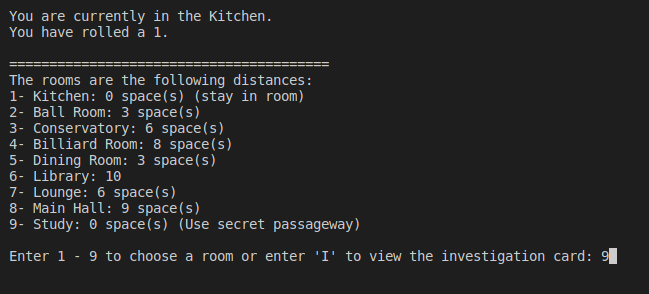 You are currently in the Kitchen.
You have rolled a 1.
========================================
The rooms are the following distances:
1- Kitchen: 0 space(s) (stay in room)
2- Ball Room: 3 space(s)
3- Conservatory: 6 space(s)
4- Billiard Room: 8 space(s)
5- Dining Room: 3 space(s)
6- Library: 10
7- Lounge: 6 space(s)
8- Main Hall: 9 space(s)
9- Study: 0 space(s) (Use secret passageway)
Enter 1 - 9 to choose a room or enter 'I' to view the investigation card: 9